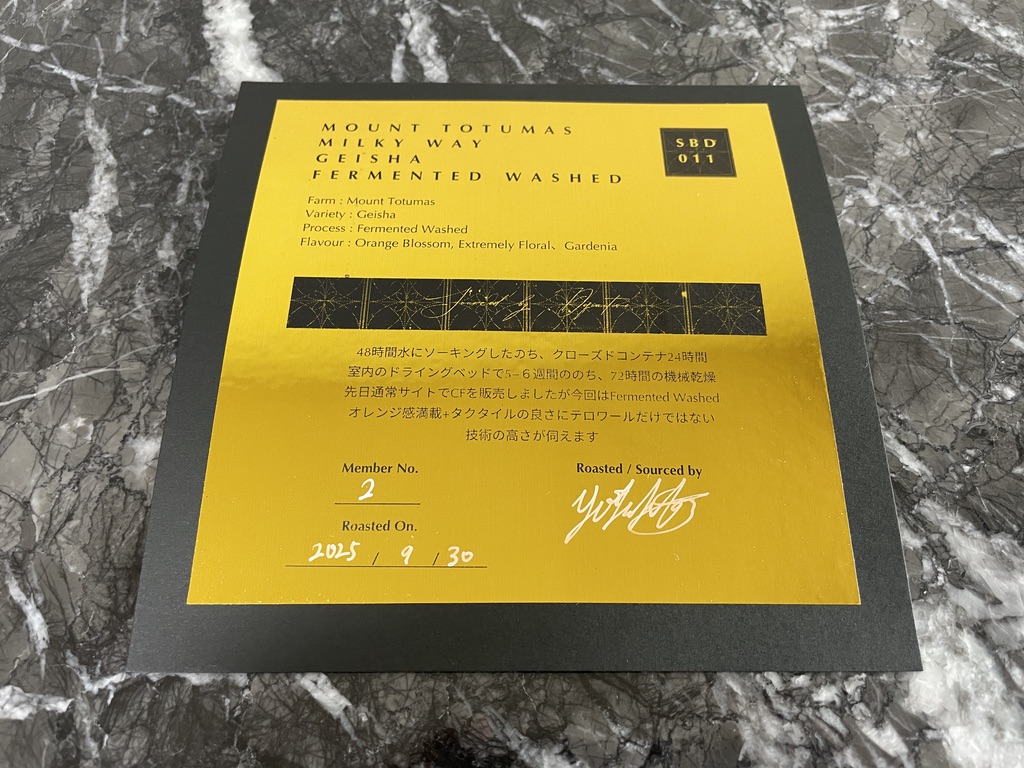 MOUNT TOTUMAS
MILKY WAY
GEISHA
FERMENTED WASHED
SBD
011
Farm : Mount Totumas
Variety : Geisha
Process : Fermented Washed
Flavour : Orange Blossom, Extremely Floral、Gardenia
48時間水にソーキングしたのち、クローズドコンテナ24時間
室内のドライイングベッドで5–6週間ののち、72時間の機械乾燥
先日通常サイトでCFを販売しましたが今回はFermented Washed
オレンジ感満載+タクタイルの良さにテロワールだけではない
技術の高さが伺えます
Member No.
2
Roasted On.
2025 / 9 / 30
Roasted / Sourced by